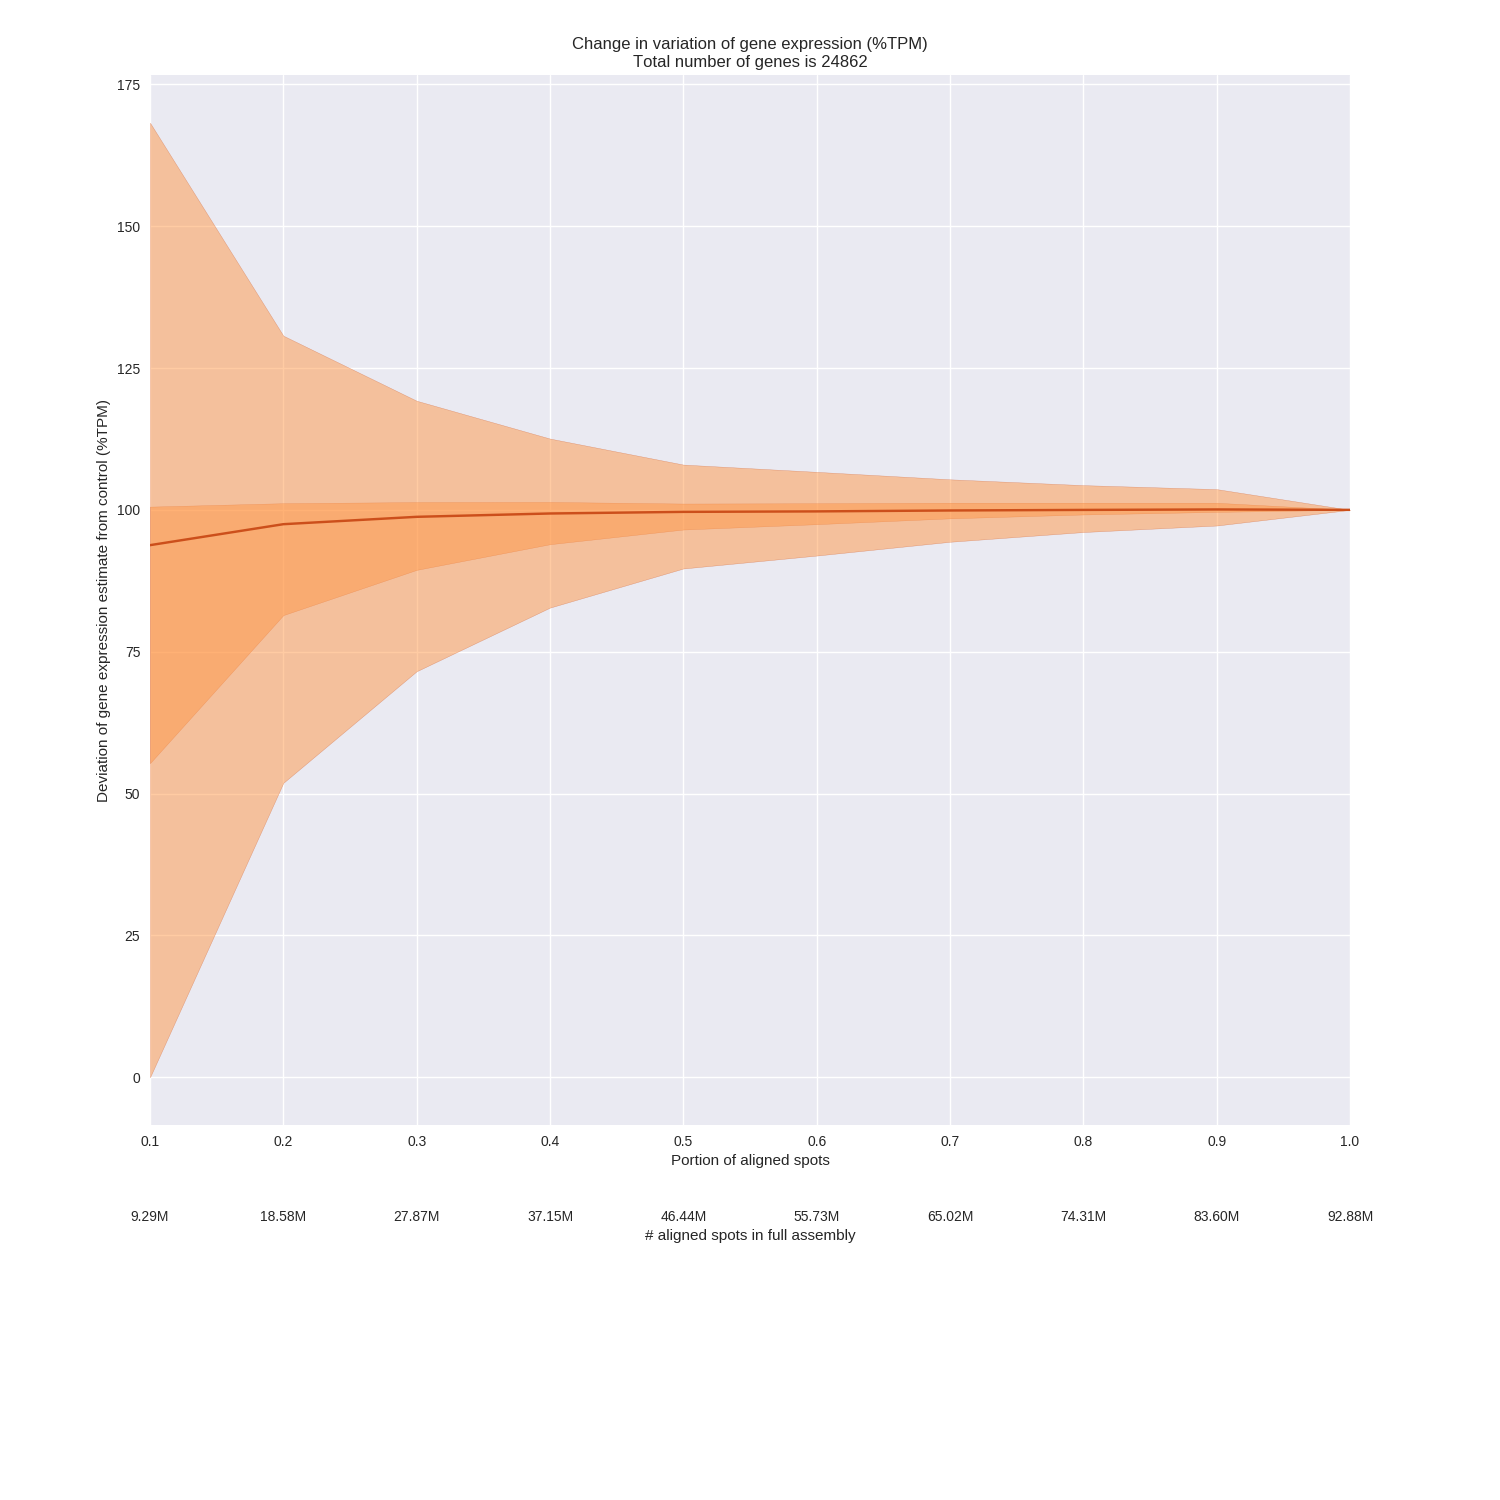 Change in variation of gene expression (%TPM)
Total number of genes is 24862
Deviation of gene expression estimate from control (%TPM)
175
150
125
100
75
50
25
0
0.1 0.2 0.3 0.4 0.5 0.6 0.7 0.8 0.9 1.0
Portion of aligned spots
9.29M 18.58M 27.87M 37.15M 46.44M 55.73M 65.02M 74.31M 83.60M 92.88M
# aligned spots in full assembly